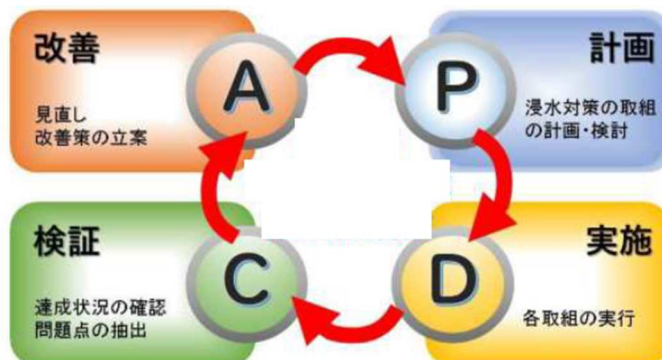 改善
見直し
改善策の立案
A
P
計画
浸水対策の取組
の計画・検討
検証
達成状況の確認
問題点の抽出
C
D
実施
各取組の実行